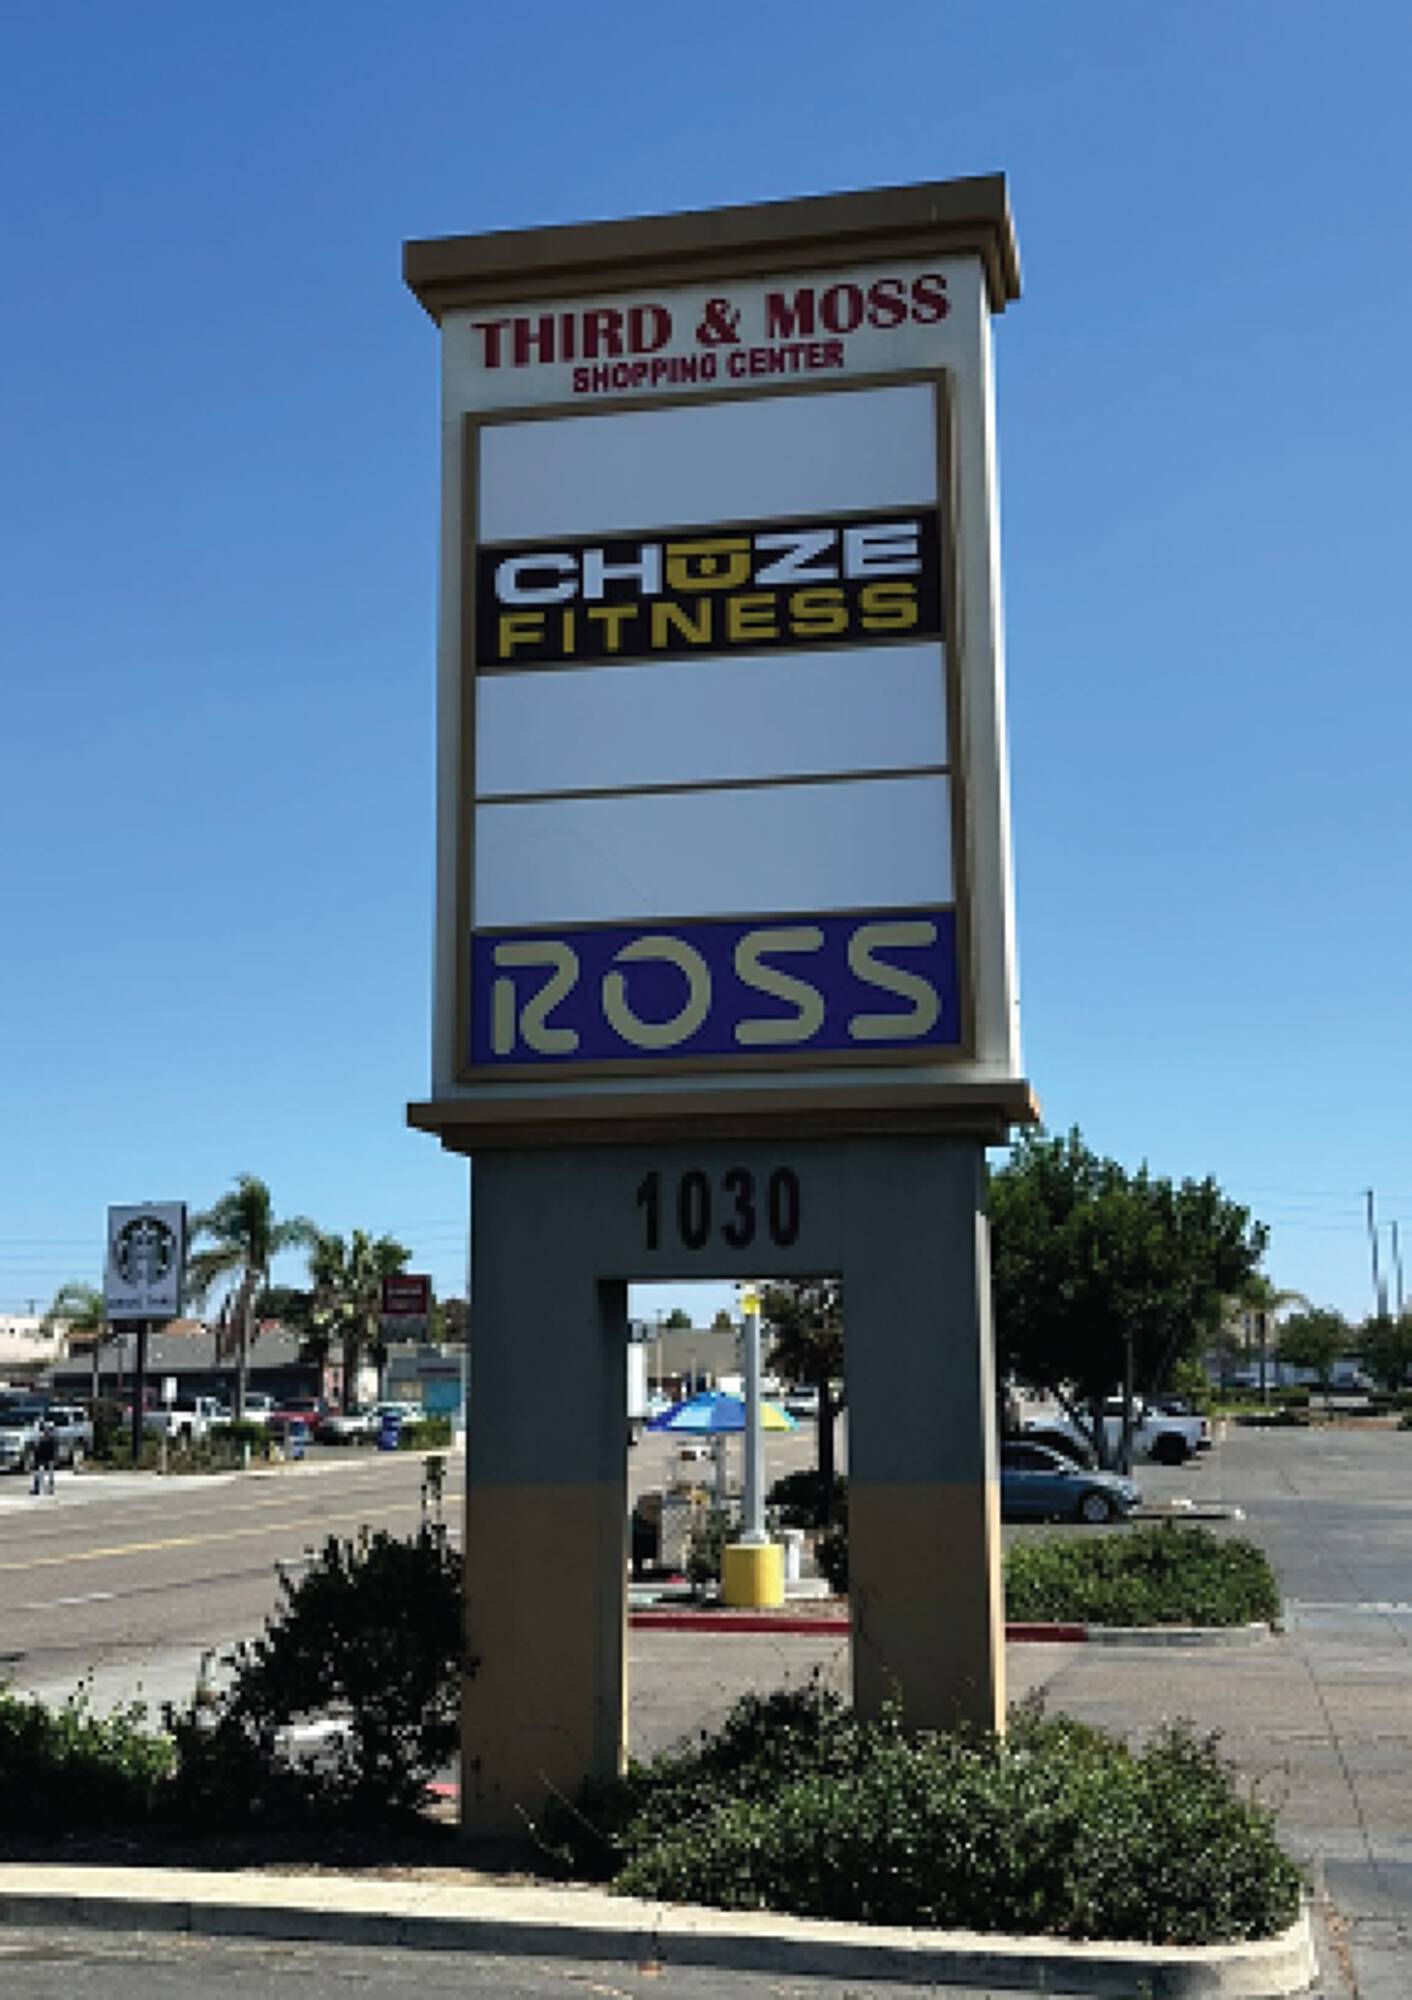 THIRD & MOSS
SHOPPING CENTER
CHUZE
FITNESS
ROSS
1030